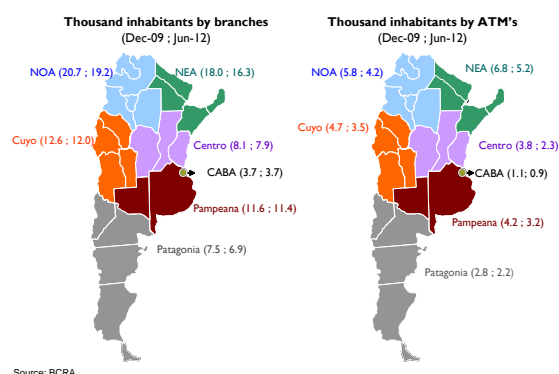 Thousand inhabitants by branches
(Dec-09 ; Jun-12)
NOA (20.7 ; 19.2)
NEA (18.0 ; 16.3)
Cuyo (12.6 ; 12.0)
Centro (8.1 ; 7.9)
CABA (3.7 ; 3.7)
Pampeana (11.6 ; 11.4)
Patagonia (7.5 ; 6.9)
Thousand inhabitants by ATM's
(Dec-09 ; Jun-12)
NOA (5.8 ; 4.2)
NEA (6.8 ; 5.2)
Cuyo (4.7 ; 3.5)
Centro (3.8 ; 2.3)
CABA (1.1; 0.9)
Pampeana (4.2 ; 3.2)
Patagonia (2.8 ; 2.2)
Source: BCRA